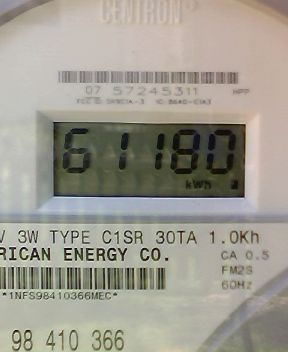 CENTRON®
07 57245311 HPP
61180
kWh
V 3W TYPE C1SR 30TA 1.0Kh
RICAN ENERGY CO. CA 0.5
FM2S
60Hz
*1NFS98410366MEC*
98 410 366